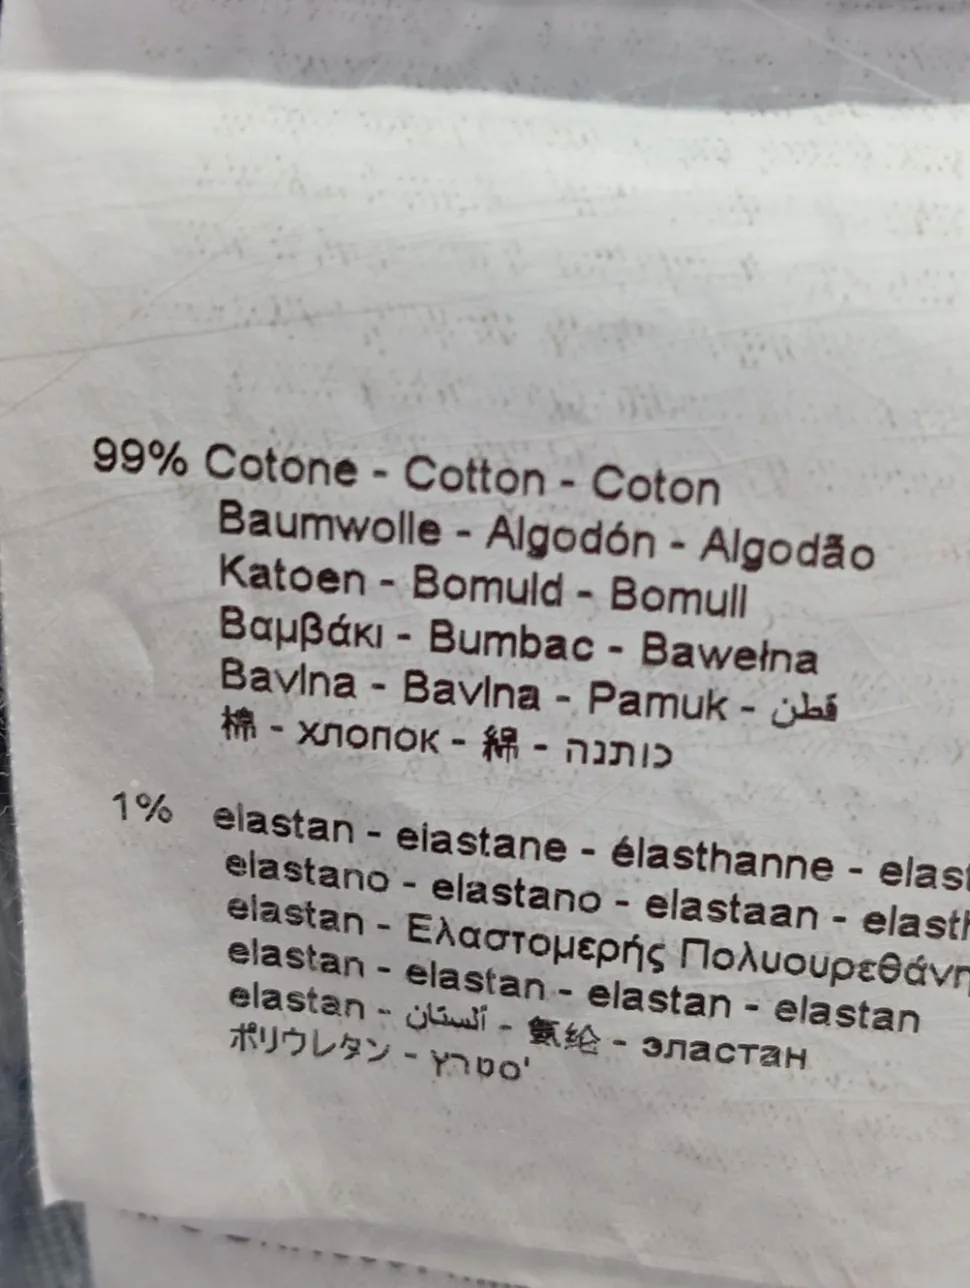 99% Cotone - Cotton - Coton
Baumwolle - Algodón - Algodão
Katoen - Bomuld - Bomull
Βαμβάκι - Bumbac - Bawełna
Bavlna - Bavlna - Pamuk - قطن
棉 - хлопок - 綿 - כותנה
1% elastan - elastane - élasthanne - elast
elastano - elastano - elastaan - elasth
elastan - Ελαστομερής Πολυουρεθάνη
elastan - elastan - elastan - elastan
elastan - ألستان - 氨纶 - эластан
ポリウレタン -